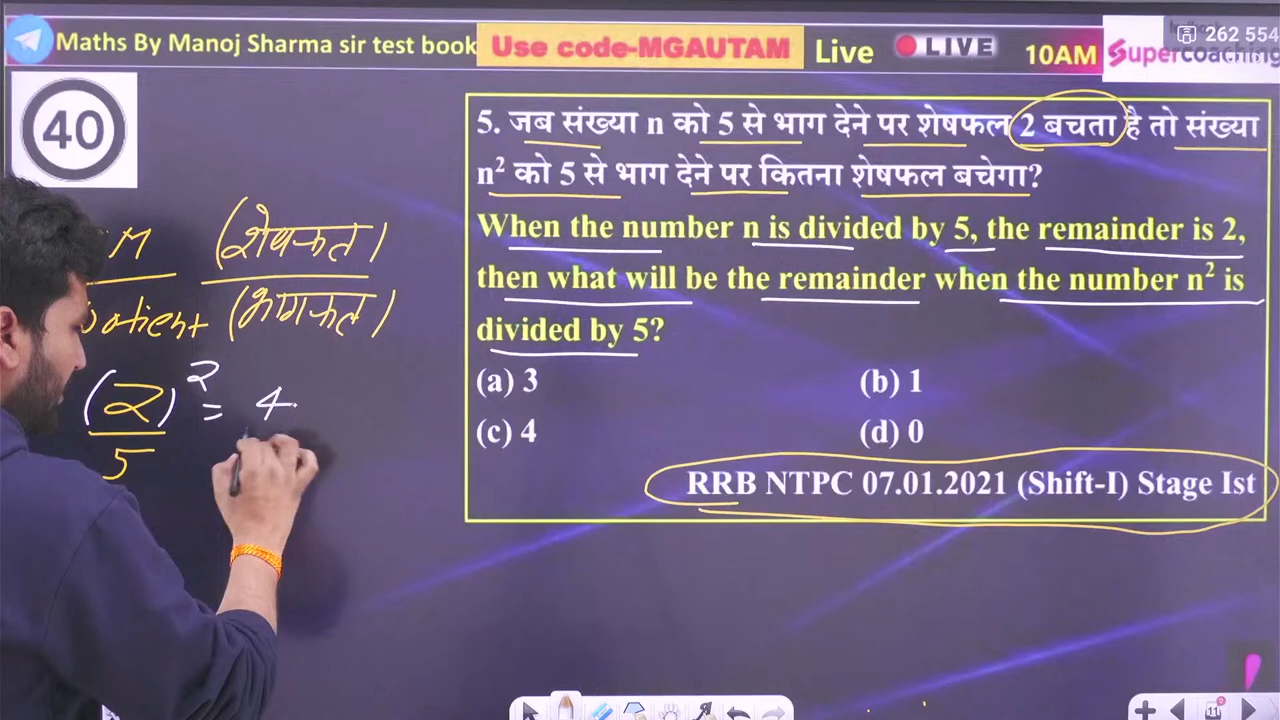 Maths By Manoj Sharma sir test book
Use code-MGAUTAM
Live
LIVE
10AM
Supercoaching
262 554
40
5. जब संख्या n को 5 से भाग देने पर शेषफल 2 बचता है तो संख्या
n² को 5 से भाग देने पर कितना शेषफल बचेगा?
When the number n is divided by 5, the remainder is 2,
then what will be the remainder when the number n² is
divided by 5?
(a) 3
(b) 1
(c) 4
(d) 0
RRB NTPC 07.01.2021 (Shift-I) Stage Ist
(शेषफल)
(भागफल)
(2)² = 4
5
11